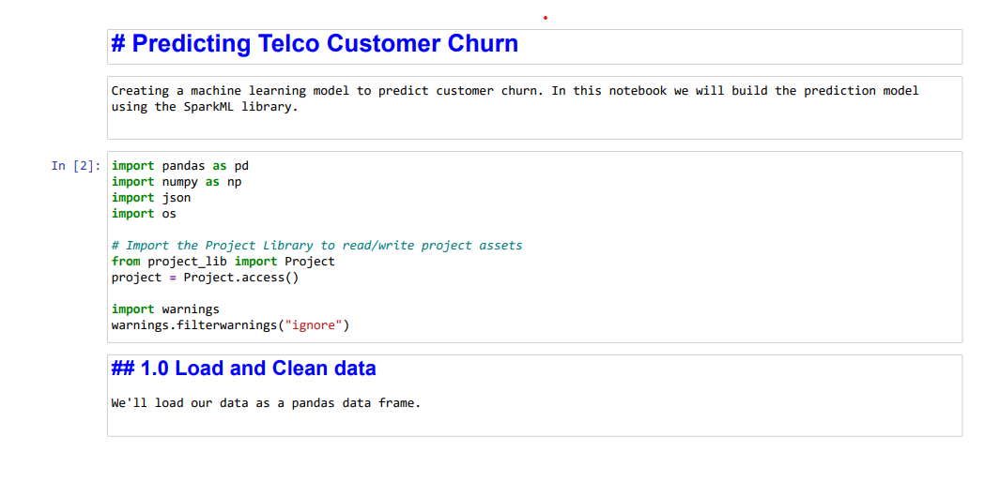 # Predicting Telco Customer Churn
Creating a machine learning model to predict customer churn. In this notebook we will build the prediction model
using the SparkML library.
In [2]: import pandas as pd
import numpy as np
import json
import os
# Import the Project Library to read/write project assets
from project_lib import Project
project = Project.access()
import warnings
warnings.filterwarnings("ignore")
## 1.0 Load and Clean data
We'll load our data as a pandas data frame.